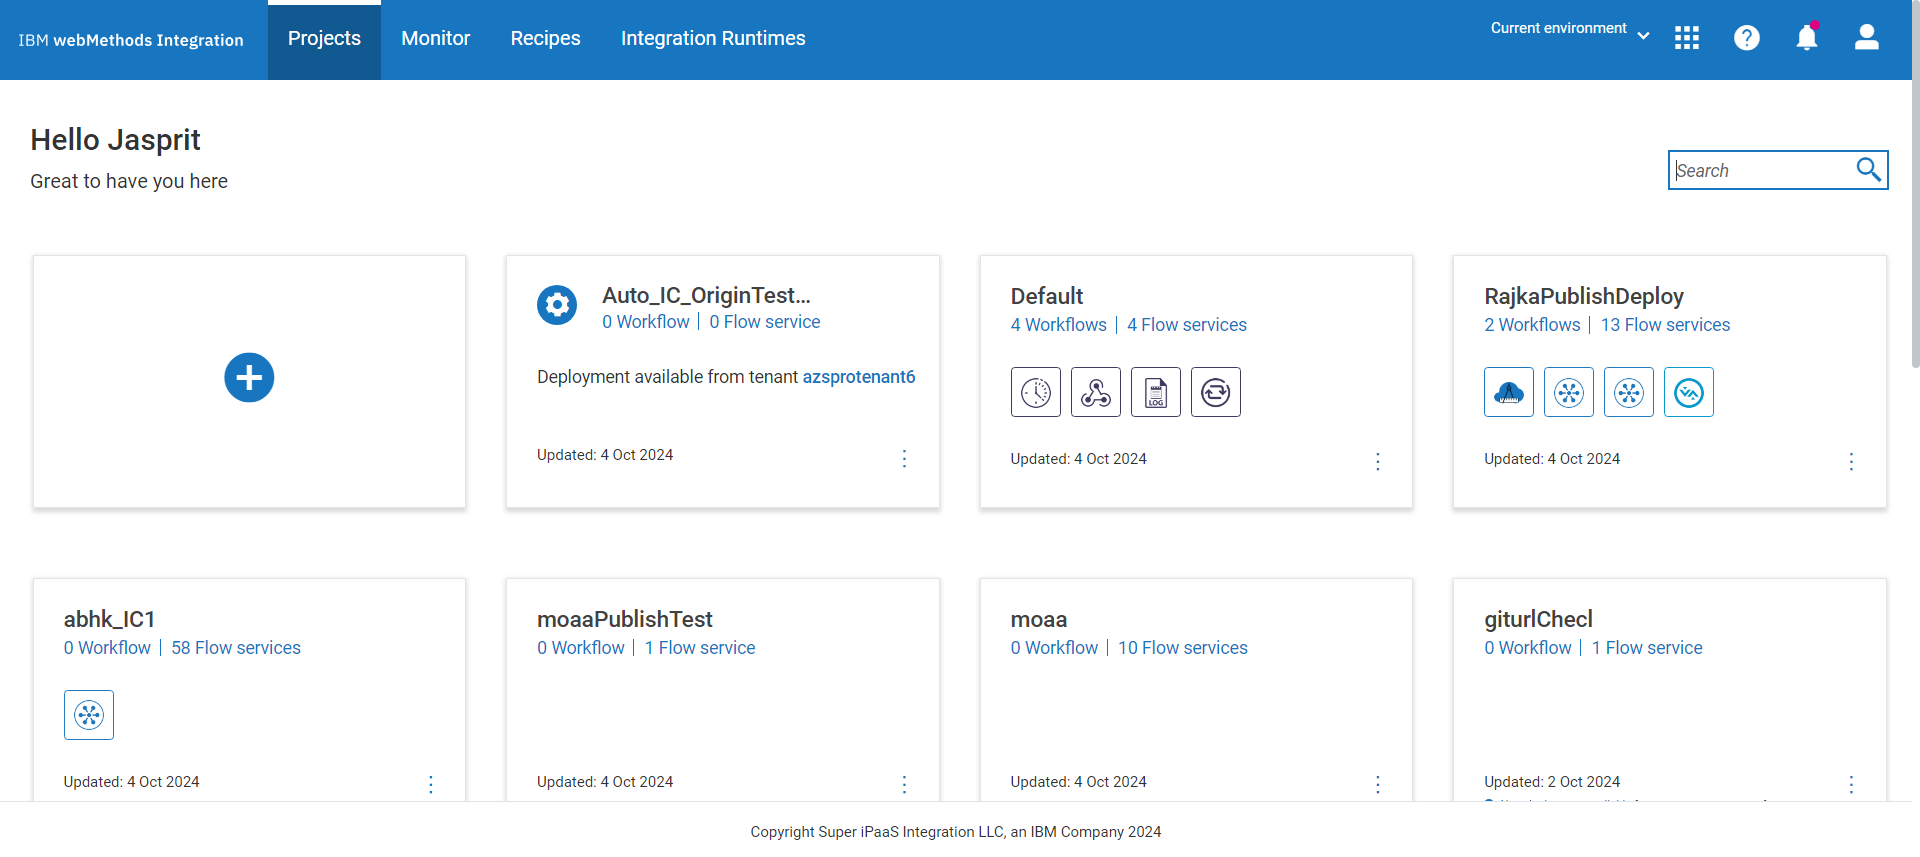 IBM webMethods Integration
Projects
Monitor
Recipes
Integration Runtimes
Current environment
Hello Jasprit
Great to have you here
Search
Auto_IC_OriginTest...
0 Workflow | 0 Flow service
Deployment available from tenant azsprotenant6
Updated: 4 Oct 2024
Default
4 Workflows | 4 Flow services
LOG
Updated: 4 Oct 2024
RajkaPublishDeploy
2 Workflows | 13 Flow services
Updated: 4 Oct 2024
abhk_IC1
0 Workflow | 58 Flow services
Updated: 4 Oct 2024
moaaPublishTest
0 Workflow | 1 Flow service
Updated: 4 Oct 2024
moaa
0 Workflow | 10 Flow services
Updated: 4 Oct 2024
giturlChecl
0 Workflow | 1 Flow service
Updated: 2 Oct 2024
Copyright Super iPaaS Integration LLC, an IBM Company 2024